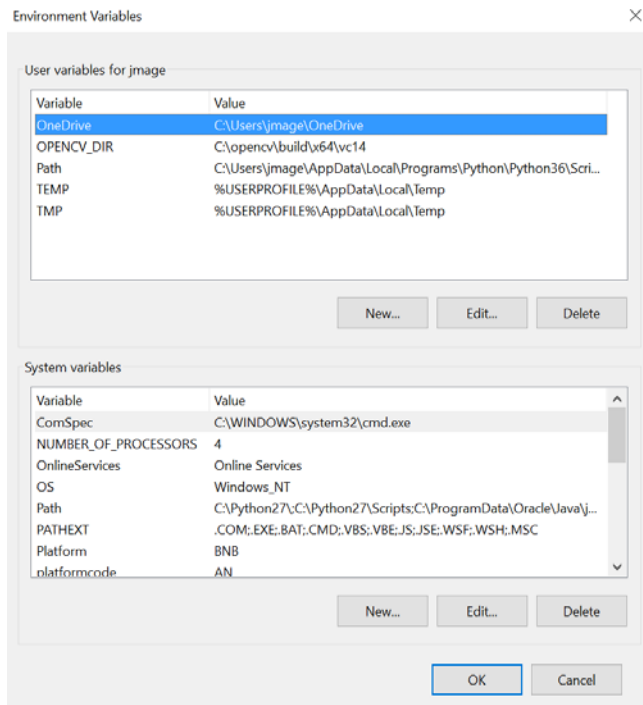 Environment Variables
User variables for jmage
Variable Value
OneDrive C:\Users\jmage\OneDrive
OPENCV_DIR C:\opencv\build\x64\vc14
Path C:\Users\jmage\AppData\Local\Programs\Python\Python36\Scri...
TEMP %USERPROFILE%\AppData\Local\Temp
TMP %USERPROFILE%\AppData\Local\Temp
New... Edit... Delete
System variables
Variable Value
ComSpec C:\WINDOWS\system32\cmd.exe
NUMBER_OF_PROCESSORS 4
OnlineServices Online Services
OS Windows_NT
Path C:\Python27\;C:\Python27\Scripts;C:\ProgramData\Oracle\Java\j...
PATHEXT .COM;.EXE;.BAT;.CMD;.VBS;.VBE;.JS;.JSE;.WSF;.WSH;.MSC
Platform BNB
platformcode AN
New... Edit... Delete
OK Cancel